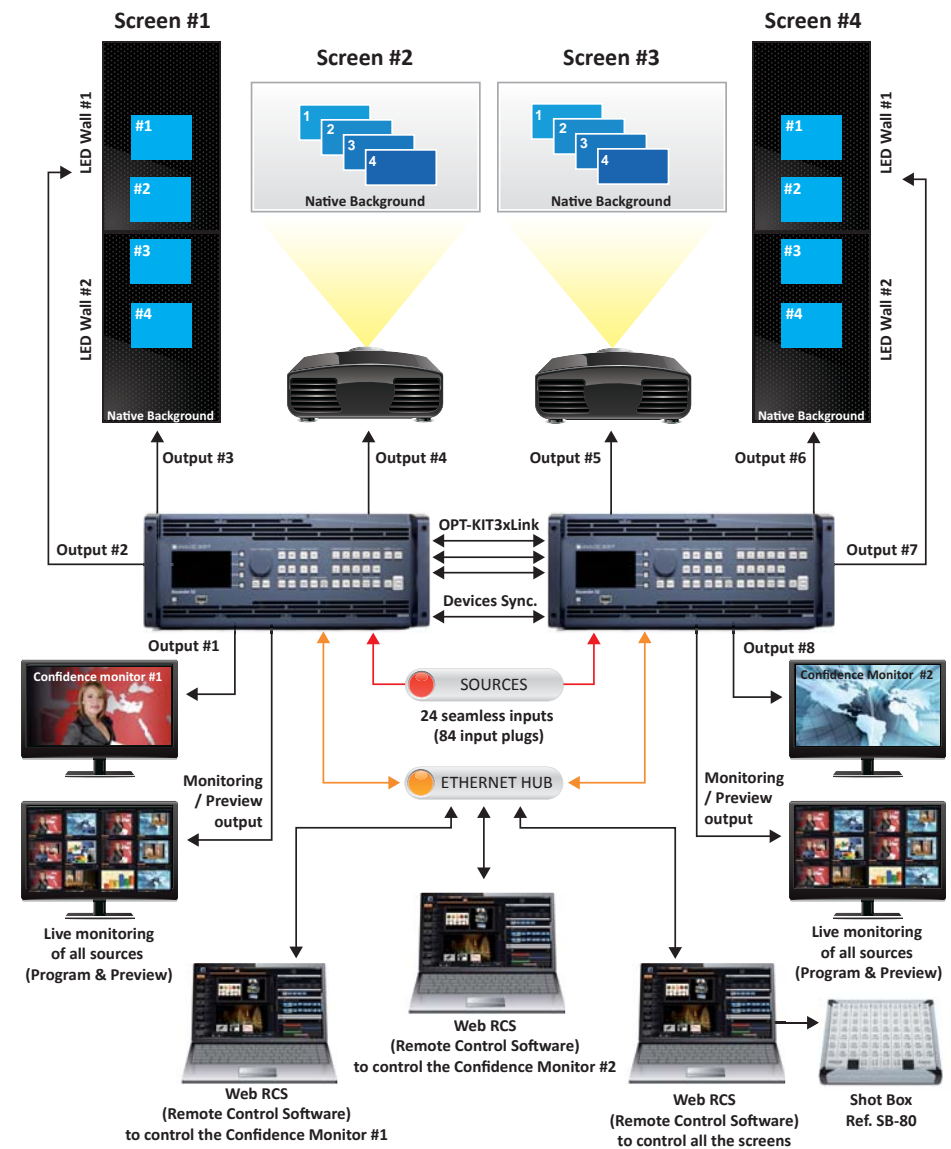 Screen #1
Screen #2
Screen #3
Screen #4
LED Wall #1
LED Wall #2
#1
#2
#3
#4
Native Background
1
2
3
4
Native Background
1
2
3
4
Native Background
#1
#2
#3
#4
Native Background
LED Wall #1
LED Wall #2
Output #3
Output #4
Output #5
Output #6
Output #2
OPT-KIT3xLink
Output #7
Devices Sync.
Output #1
Output #8
Confidence monitor #1
SOURCES
24 seamless inputs
(84 input plugs)
Confidence Monitor #2
ETHERNET HUB
Monitoring
/ Preview
output
Monitoring
/ Preview
output
Live monitoring
of all sources
(Program & Preview)
Live monitoring
of all sources
(Program & Preview)
Web RCS
(Remote Control Software)
to control the Confidence Monitor #2
Web RCS
(Remote Control Software)
to control the Confidence Monitor #1
Web RCS
(Remote Control Software)
to control all the screens
Shot Box
Ref. SB-80